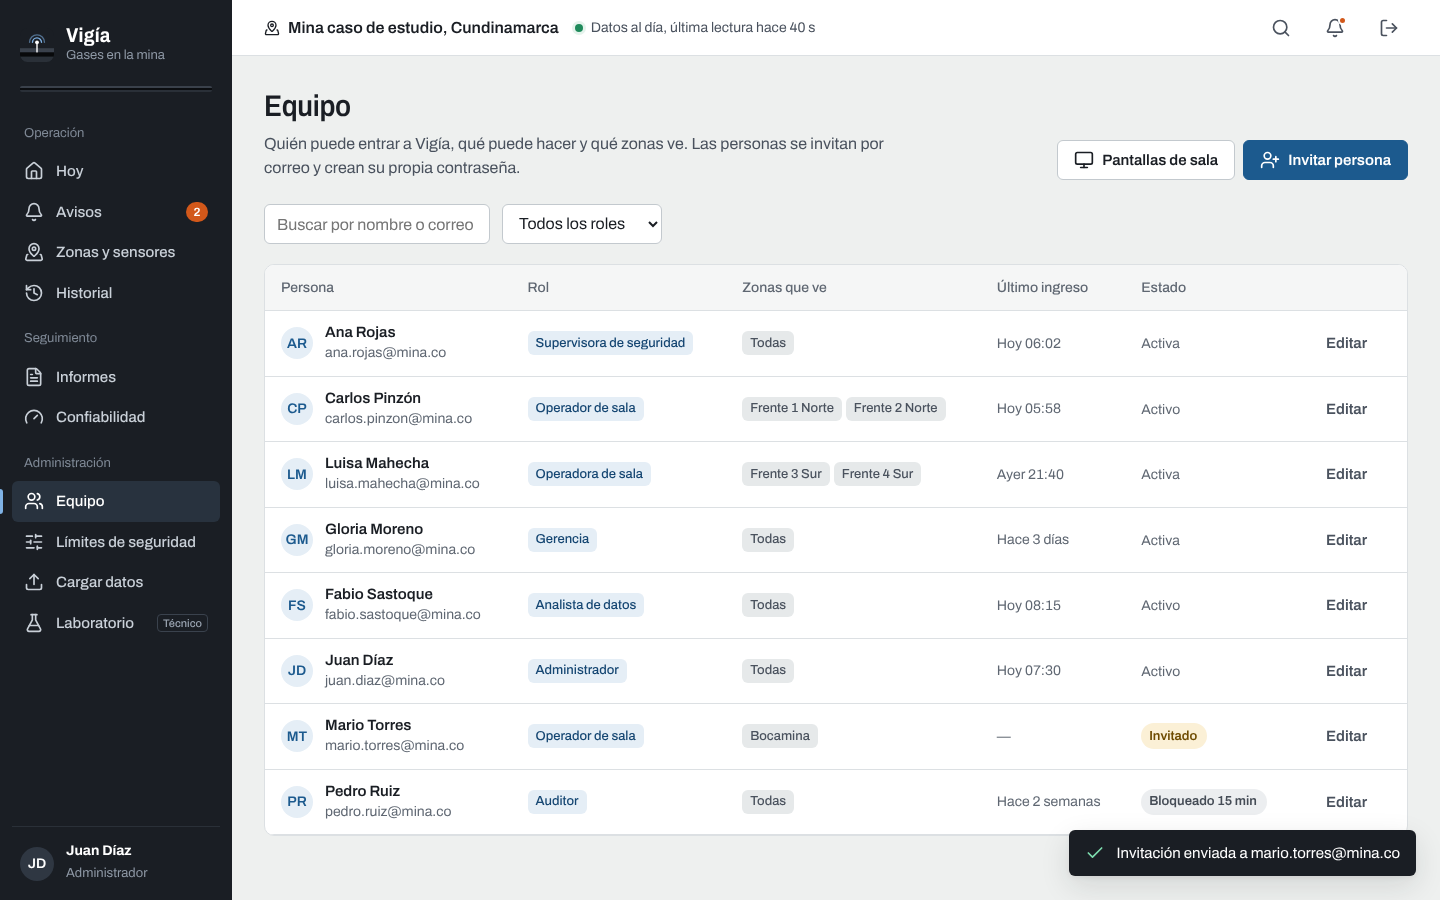 Vigía
Gases en la mina
Operación
Hoy
Avisos 2
Zonas y sensores
Historial
Seguimiento
Informes
Confiabilidad
Administración
Equipo
Límites de seguridad
Cargar datos
Laboratorio Técnico
JD Juan Díaz
Administrador
Mina caso de estudio, Cundinamarca Datos al día, última lectura hace 40 s
Equipo
Quién puede entrar a Vigía, qué puede hacer y qué zonas ve. Las personas se invitan por
correo y crean su propia contraseña.
Pantallas de sala Invitar persona
Buscar por nombre o correo Todos los roles
Persona Rol Zonas que ve Último ingreso Estado
AR Ana Rojas Supervisora de seguridad Todas Hoy 06:02 Activa Editar
ana.rojas@mina.co
CP Carlos Pinzón Operador de sala Frente 1 Norte Frente 2 Norte Hoy 05:58 Activo Editar
carlos.pinzon@mina.co
LM Luisa Mahecha Operadora de sala Frente 3 Sur Frente 4 Sur Ayer 21:40 Activa Editar
luisa.mahecha@mina.co
GM Gloria Moreno Gerencia Todas Hace 3 días Activa Editar
gloria.moreno@mina.co
FS Fabio Sastoque Analista de datos Todas Hoy 08:15 Activo Editar
fabio.sastoque@mina.co
JD Juan Díaz Administrador Todas Hoy 07:30 Activo Editar
juan.diaz@mina.co
MT Mario Torres Operador de sala Bocamina — Invitado Editar
mario.torres@mina.co
PR Pedro Ruiz Auditor Todas Hace 2 semanas Bloqueado 15 min Editar
pedro.ruiz@mina.co
Invitación enviada a mario.torres@mina.co